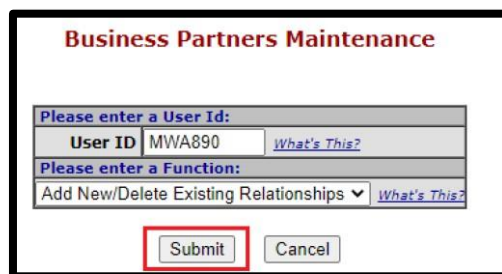 Business Partners Maintenance
Please enter a User Id:
User ID MWA890 What's This?
Please enter a Function:
Add New/Delete Existing Relationships What's This?
Submit Cancel